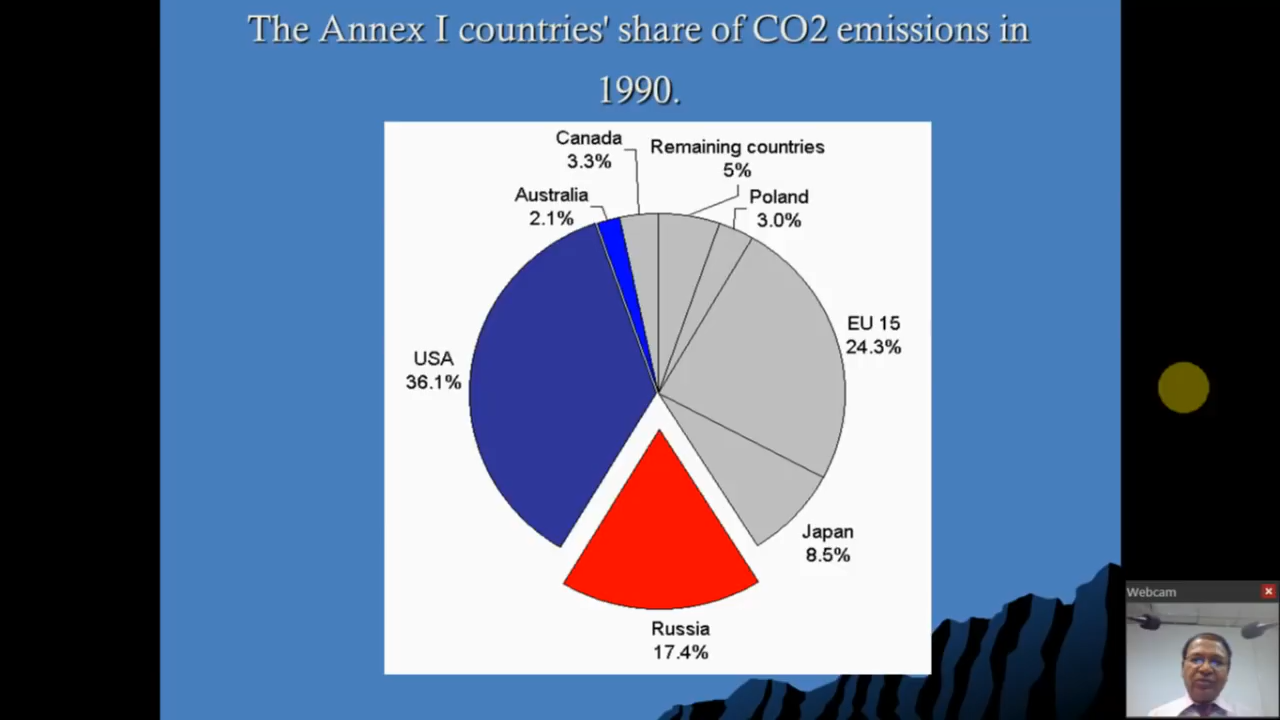 The Annex I countries' share of CO2 emissions in
1990.
Canada
3.3%
Remaining countries
5%
Australia
2.1%
Poland
3.0%
EU 15
24.3%
USA
36.1%
Japan
8.5%
Russia
17.4%
Webcam